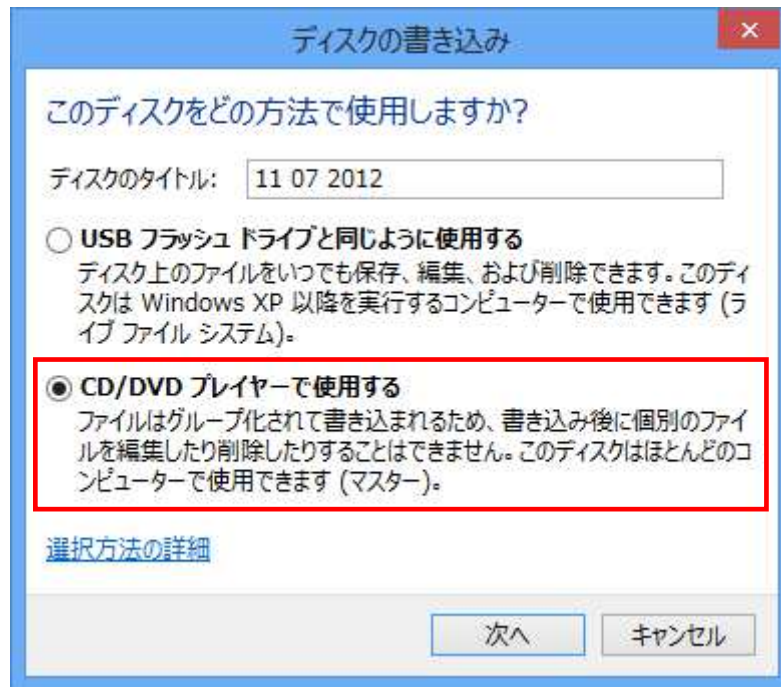 ディスクの書き込み
このディスクをどの方法で使用しますか?
ディスクのタイトル: 11 07 2012
USB フラッシュ ドライブと同じように使用する
ディスク上のファイルをいつでも保存、編集、および削除できます。このディ
スクは Windows XP 以降を実行するコンピューターで使用できます (ラ
イブ ファイル システム)。
CD/DVD プレイヤーで使用する
ファイルはグループ化されて書き込まれるため、書き込み後に個別のファイ
ルを編集したり削除したりすることはできません。このディスクはほとんどのコ
ンピューターで使用できます (マスター)。
選択方法の詳細
次へ キャンセル